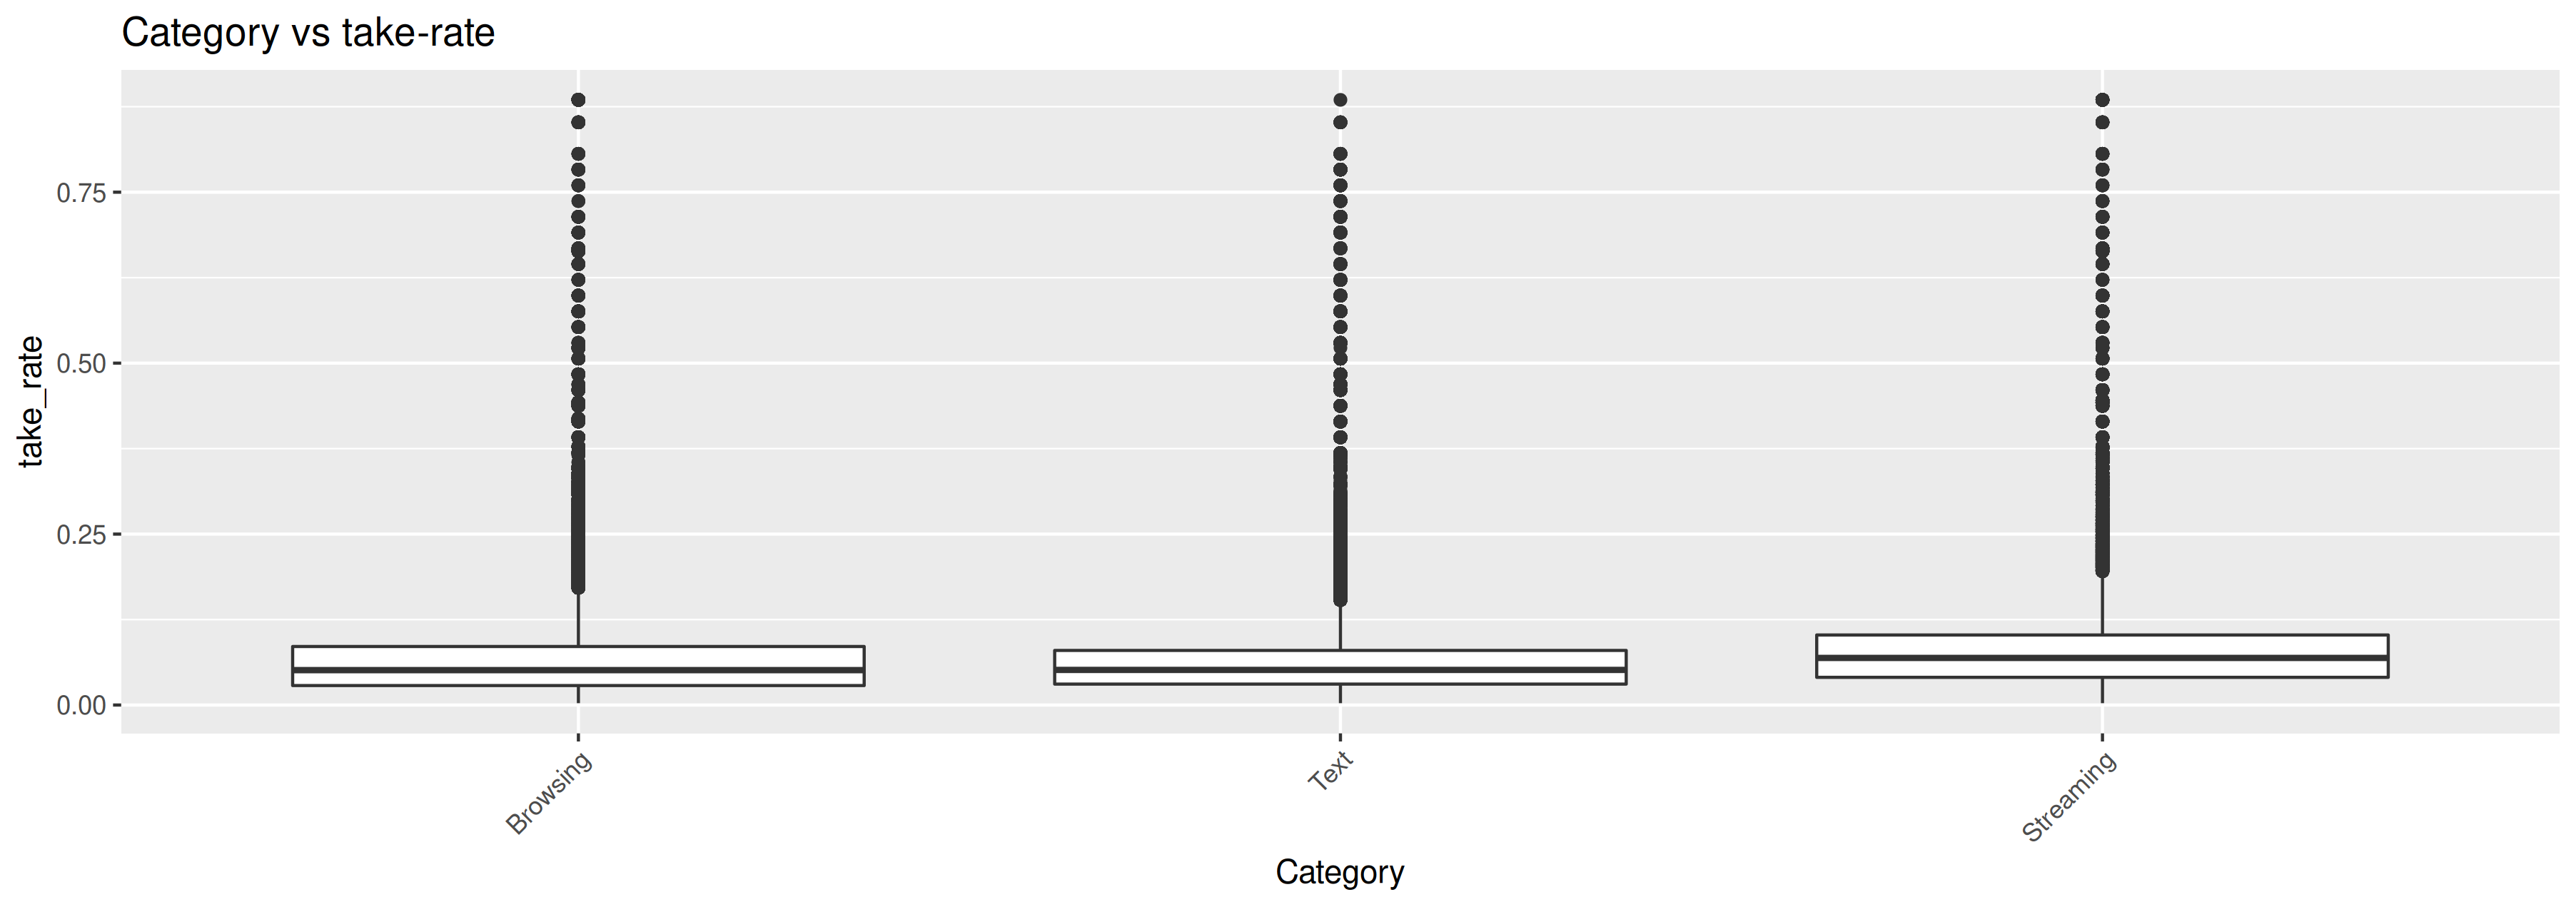 Category vs take-rate
take_rate
0.75
0.50
0.25
0.00
Browsing
Text
Streaming
Category